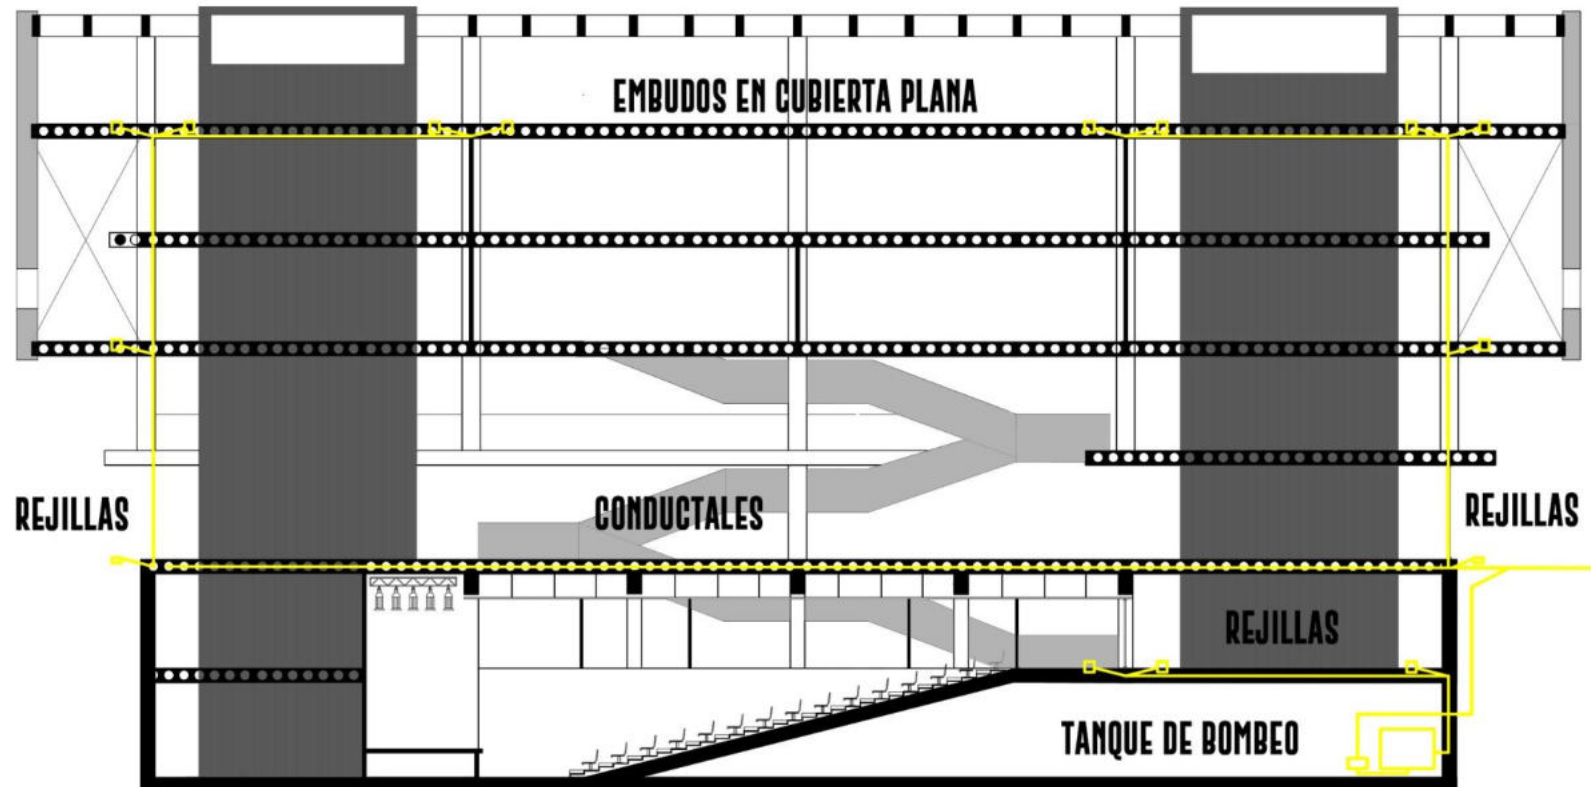 EMBUDOS EN CUBIERTA PLANA
REJILLAS
CONDUCTALES
REJILLAS
REJILLAS
TANQUE DE BOMBEO